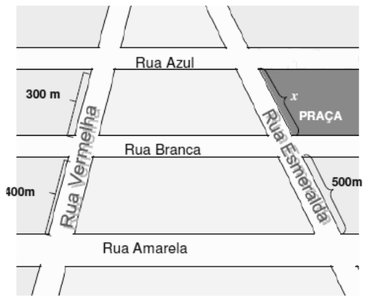 Rua Azul
300 m
x
PRAÇA
Rua Vermelha
Rua Esmeralda
Rua Branca
400m
500m
Rua Amarela